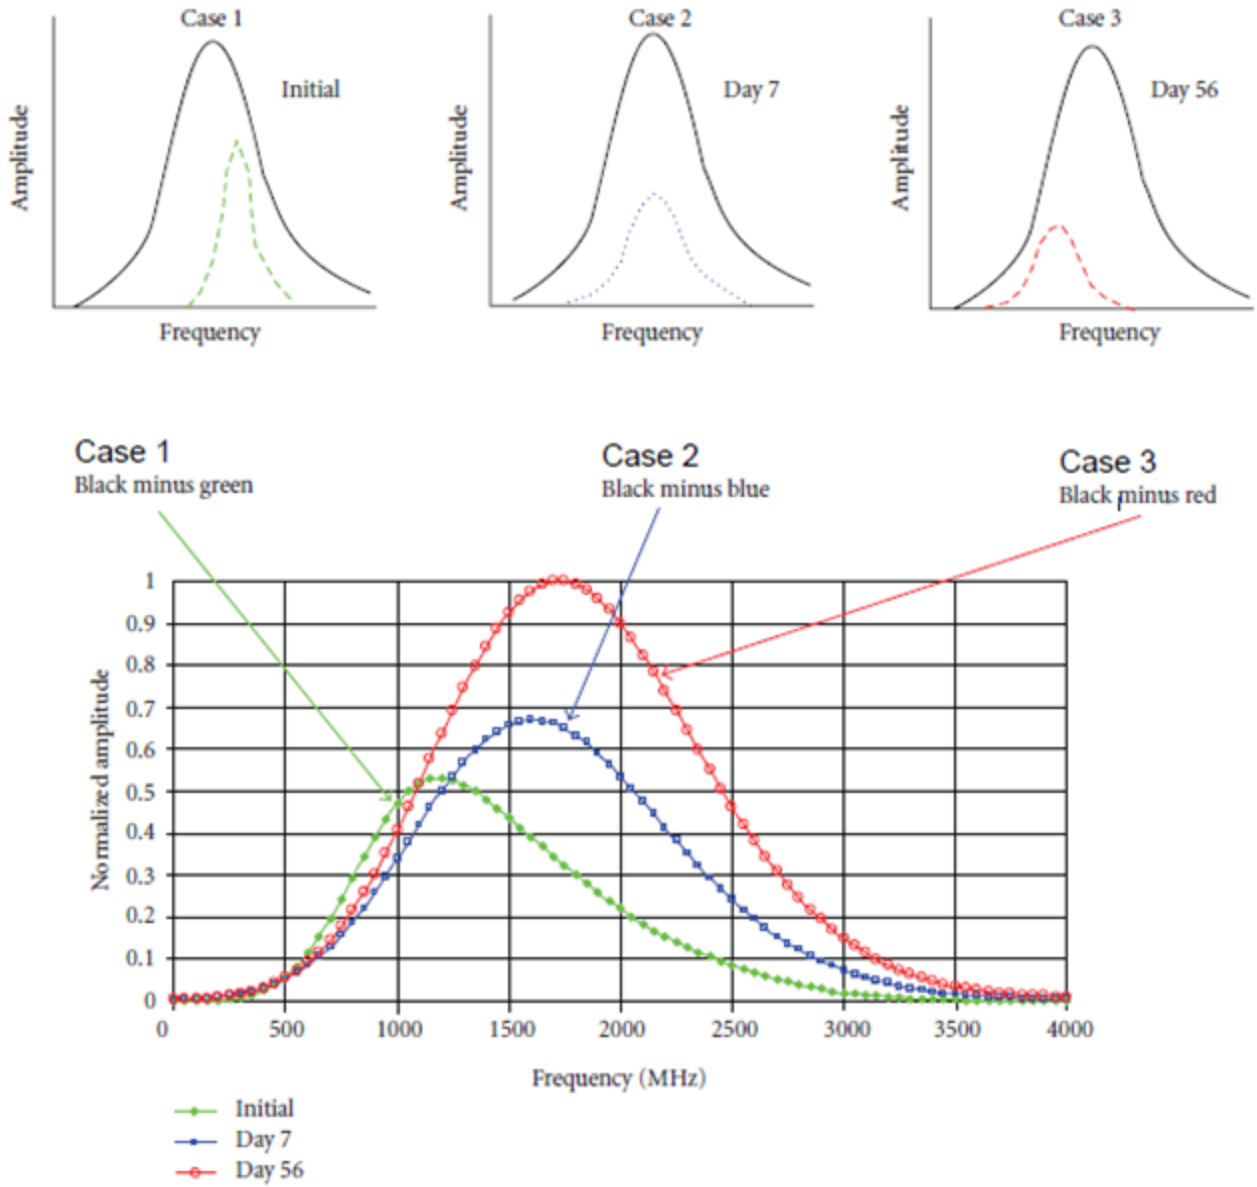 Case 1
Case 2
Case 3
Initial
Day 7
Day 56
Amplitude
Amplitude
Amplitude
Frequency
Frequency
Frequency
Case 1
Black minus green
Case 2
Black minus blue
Case 3
Black minus red
Normalized amplitude
1
0.9
0.8
0.7
0.6
0.5
0.4
0.3
0.2
0.1
0
0 500 1000 1500 2000 2500 3000 3500 4000
Frequency (MHz)
Initial
Day 7
Day 56